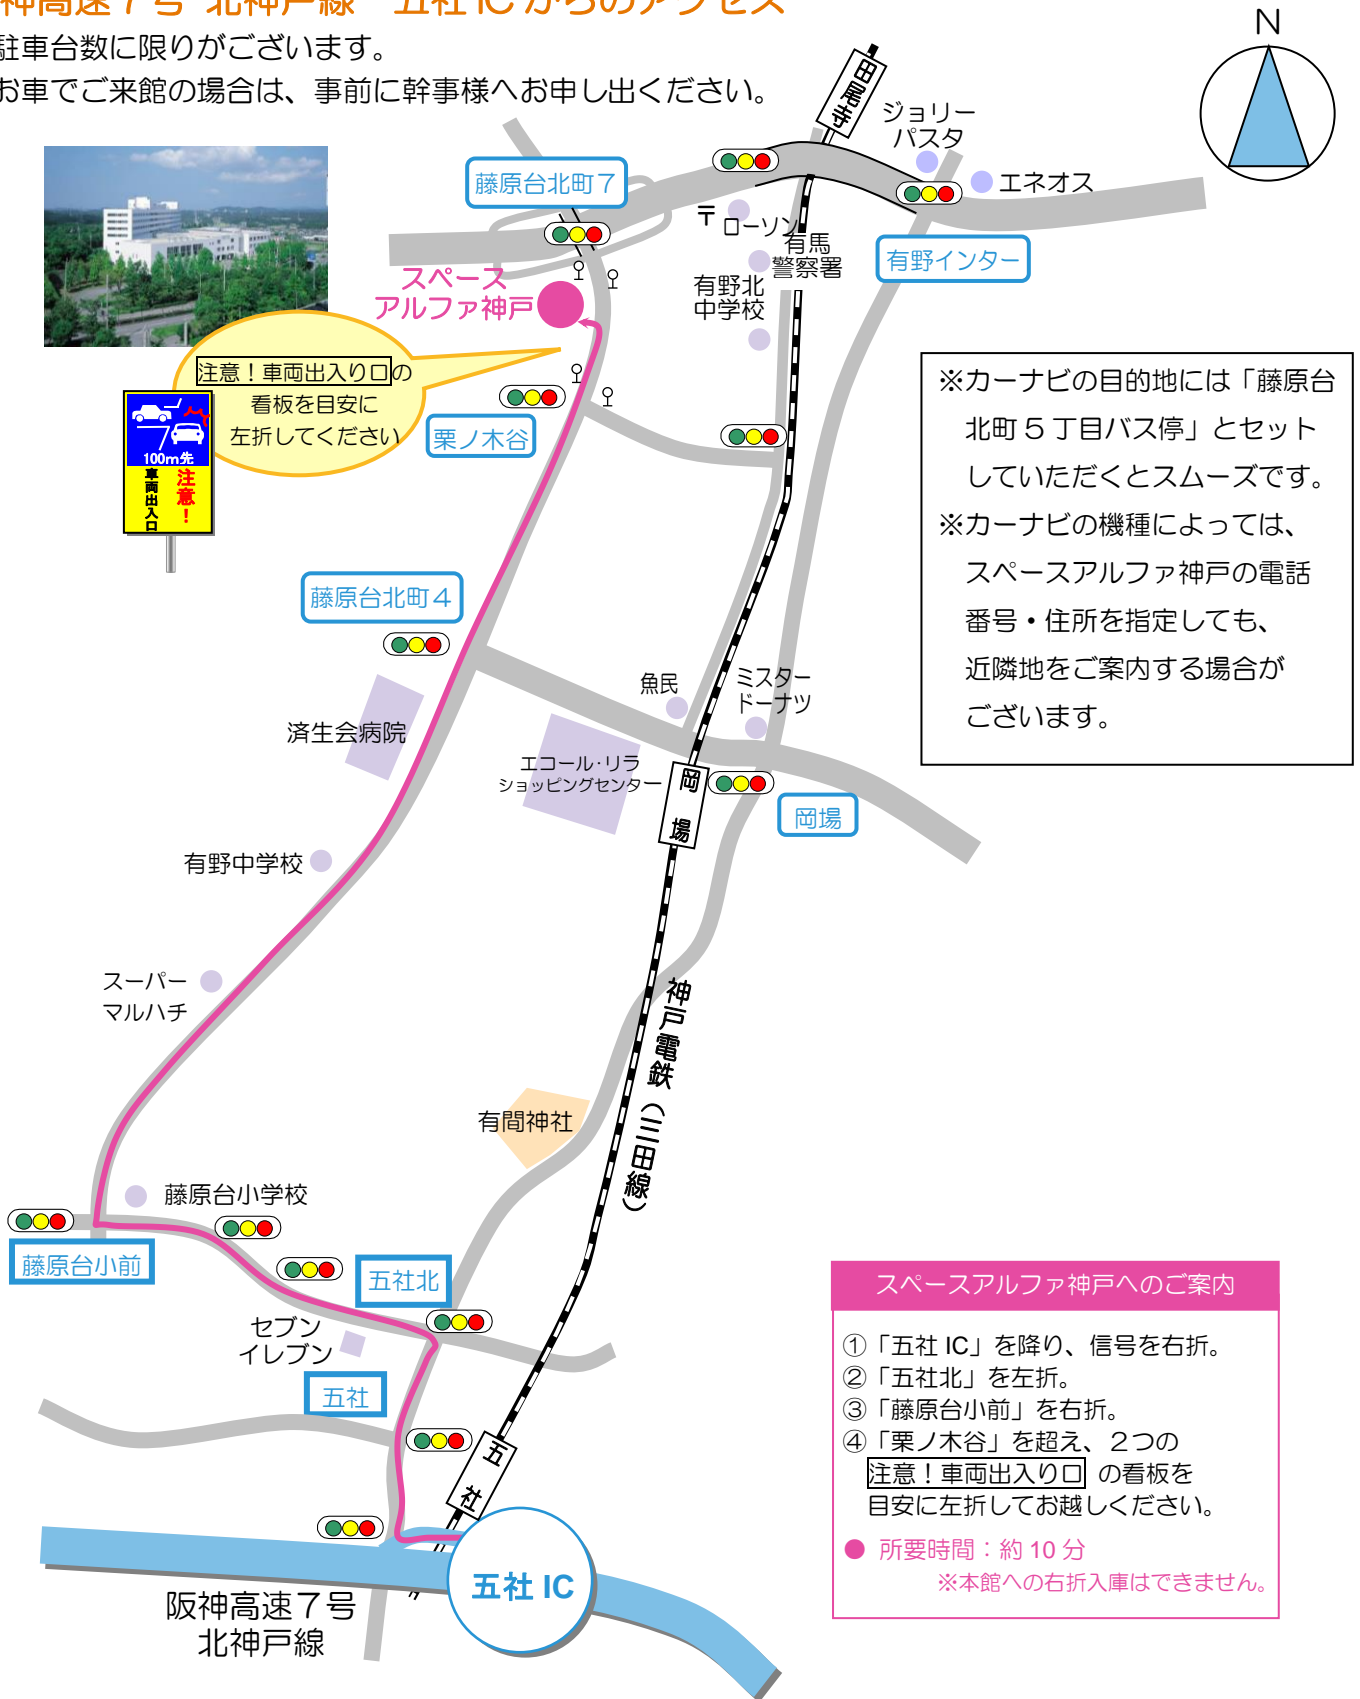 神高速7号 北神戸線 五社 IC からのアクセス
駐車台数に限りがございます。
お車でご来館の場合は、事前に幹事様へお申し出ください。
N
田尾寺
ジョリー
パスタ
エネオス
藤原台北町7
〒
ローソン
有馬
警察署
有野インター
有野北
中学校
スペース
アルファ神戸
注意！車両出入り口の
看板を目安に
左折してください
栗ノ木谷
100m先
注意！
車両出入口
※カーナビの目的地には「藤原台
北町5丁目バス停」とセット
していただくとスムーズです。
※カーナビの機種によっては、
スペースアルファ神戸の電話
番号・住所を指定しても、
近隣地をご案内する場合が
ございます。
藤原台北町4
済生会病院
魚民
ミスター
ドーナツ
エコール・リラ
ショッピングセンター
岡場
岡場
有野中学校
スーパー
マルハチ
神戸電鉄（三田線）
有間神社
藤原台小学校
藤原台小前
五社北
セブン
イレブン
五社
五社
五社 IC
阪神高速7号
北神戸線
スペースアルファ神戸へのご案内
①「五社 IC」を降り、信号を右折。
②「五社北」を左折。
③「藤原台小前」を右折。
④「栗ノ木谷」を超え、2つの
注意！車両出入り口 の看板を
目安に左折してお越しください。
● 所要時間：約 10 分
※本館への右折入庫はできません。